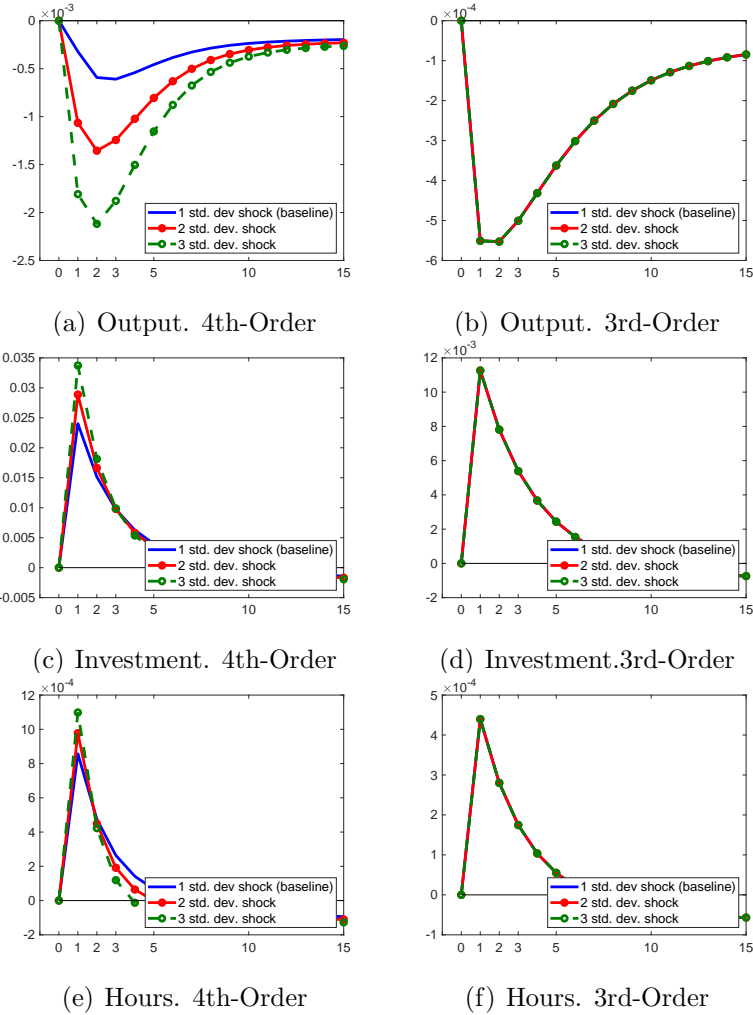 ×10⁻³
0
-0.5
-1
-1.5
-2
-2.5
0 1 2 3 5 10 15
1 std. dev shock (baseline)
2 std. dev. shock
3 std. dev. shock
(a) Output. 4th-Order
×10⁻⁴
0
-1
-2
-3
-4
-5
-6
0 1 2 3 5 10 15
1 std. dev shock (baseline)
2 std. dev. shock
3 std. dev. shock
(b) Output. 3rd-Order
0.035
0.03
0.025
0.02
0.015
0.01
0.005
0
-0.005
0 1 2 3 5 10 15
1 std. dev shock (baseline)
2 std. dev. shock
3 std. dev. shock
(c) Investment. 4th-Order
×10⁻³
12
10
8
6
4
2
0
-2
0 1 2 3 5 10 15
1 std. dev shock (baseline)
2 std. dev. shock
3 std. dev. shock
(d) Investment.3rd-Order
×10⁻⁴
12
10
8
6
4
2
0
-2
0 1 2 3 5 10 15
1 std. dev shock (baseline)
2 std. dev. shock
3 std. dev. shock
(e) Hours. 4th-Order
×10⁻⁴
5
4
3
2
1
0
-1
0 1 2 3 5 10 15
1 std. dev shock (baseline)
2 std. dev. shock
3 std. dev. shock
(f) Hours. 3rd-Order